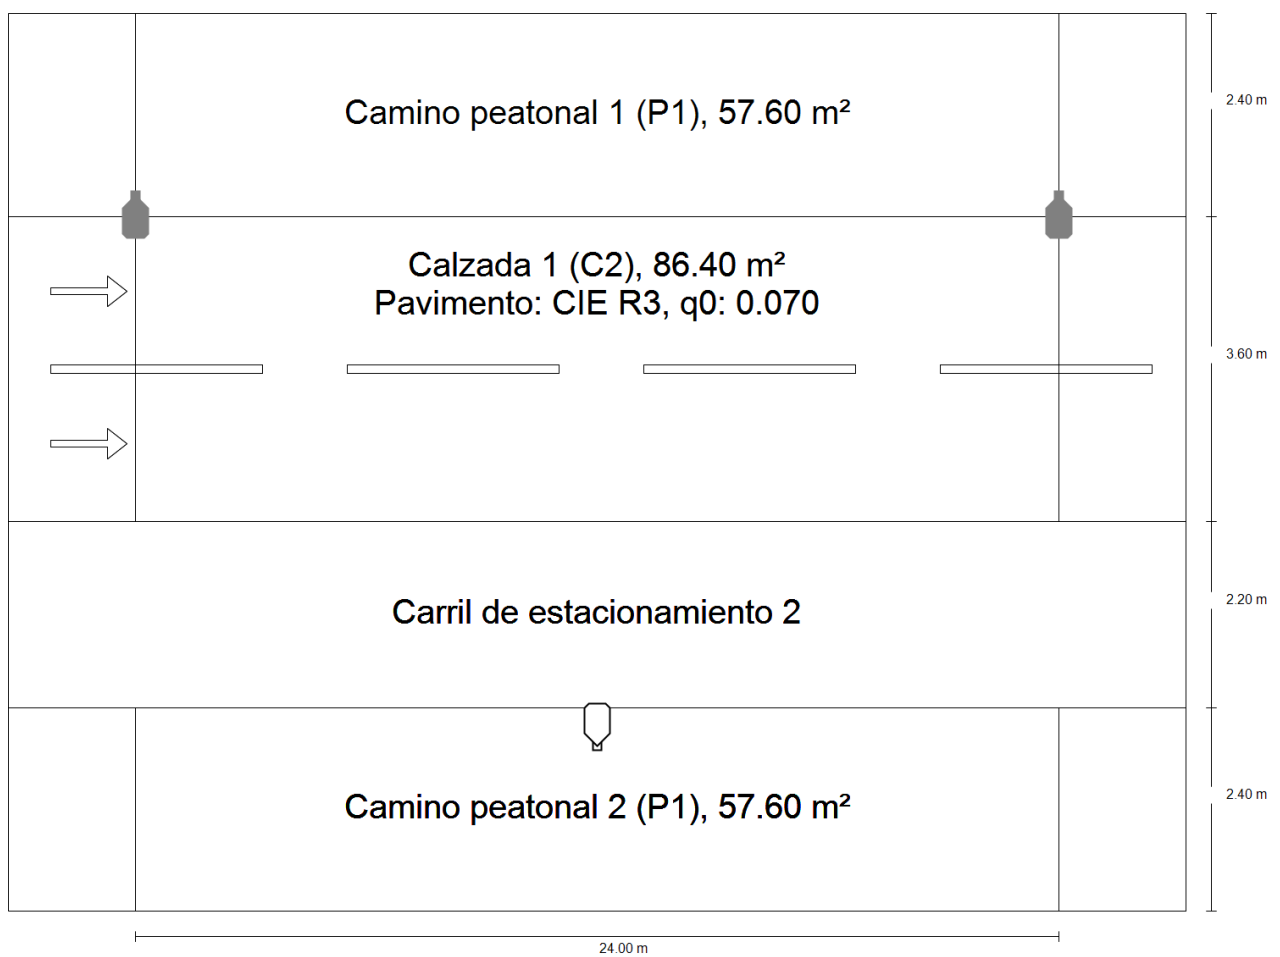 Camino peatonal 1 (P1), 57.60 m²
2.40 m
Calzada 1 (C2), 86.40 m²
Pavimento: CIE R3, q0: 0.070
3.60 m
Carril de estacionamiento 2
2.20 m
Camino peatonal 2 (P1), 57.60 m²
2.40 m
24.00 m